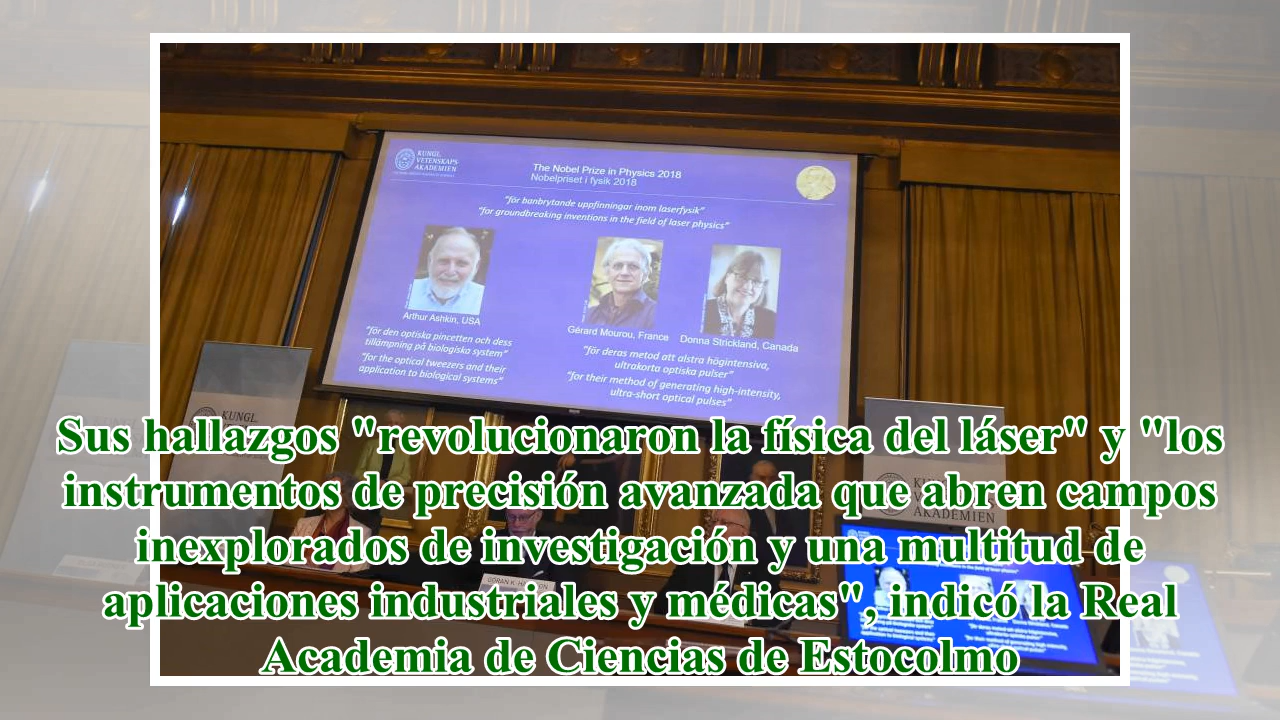 KUNGL.
VETENSKAPS
AKADEMIEN
The Nobel Prize in Physics 2018
Nobelpriset i fysik 2018
"för banbrytande uppfinningar inom laserfysik"
"for groundbreaking inventions in the field of laser physics"
Arthur Ashkin, USA
Gérard Mourou, France
Donna Strickland, Canada
"för den optiska pincetten och dess
tillämpning på biologiska system"
"for the optical tweezers and their
application to biological systems"
"för deras metod att alstra högintensiva,
ultrakorta optiska pulser"
"for their method of generating high-intensity,
ultra-short optical pulses"
KUNGL.
AKADEMIEN
Sus hallazgos "revolucionaron la física del láser" y "los
instrumentos de precisión avanzada que abren campos
inexplorados de investigación y una multitud de
aplicaciones industriales y médicas", indicó la Real
Academia de Ciencias de Estocolmo